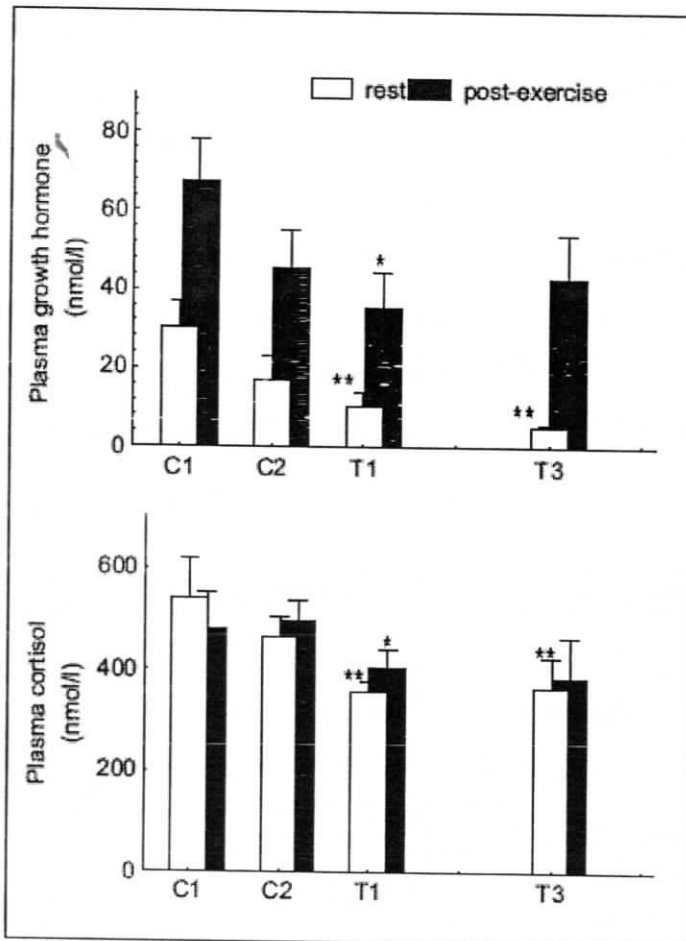 rest post-exercise
Plasma growth hormone
(nmol/l)
80
60
40
20
0
*
**
**
C1 C2 T1 T3
Plasma cortisol
(nmol/l)
600
400
200
0
*
**
**
C1 C2 T1 T3